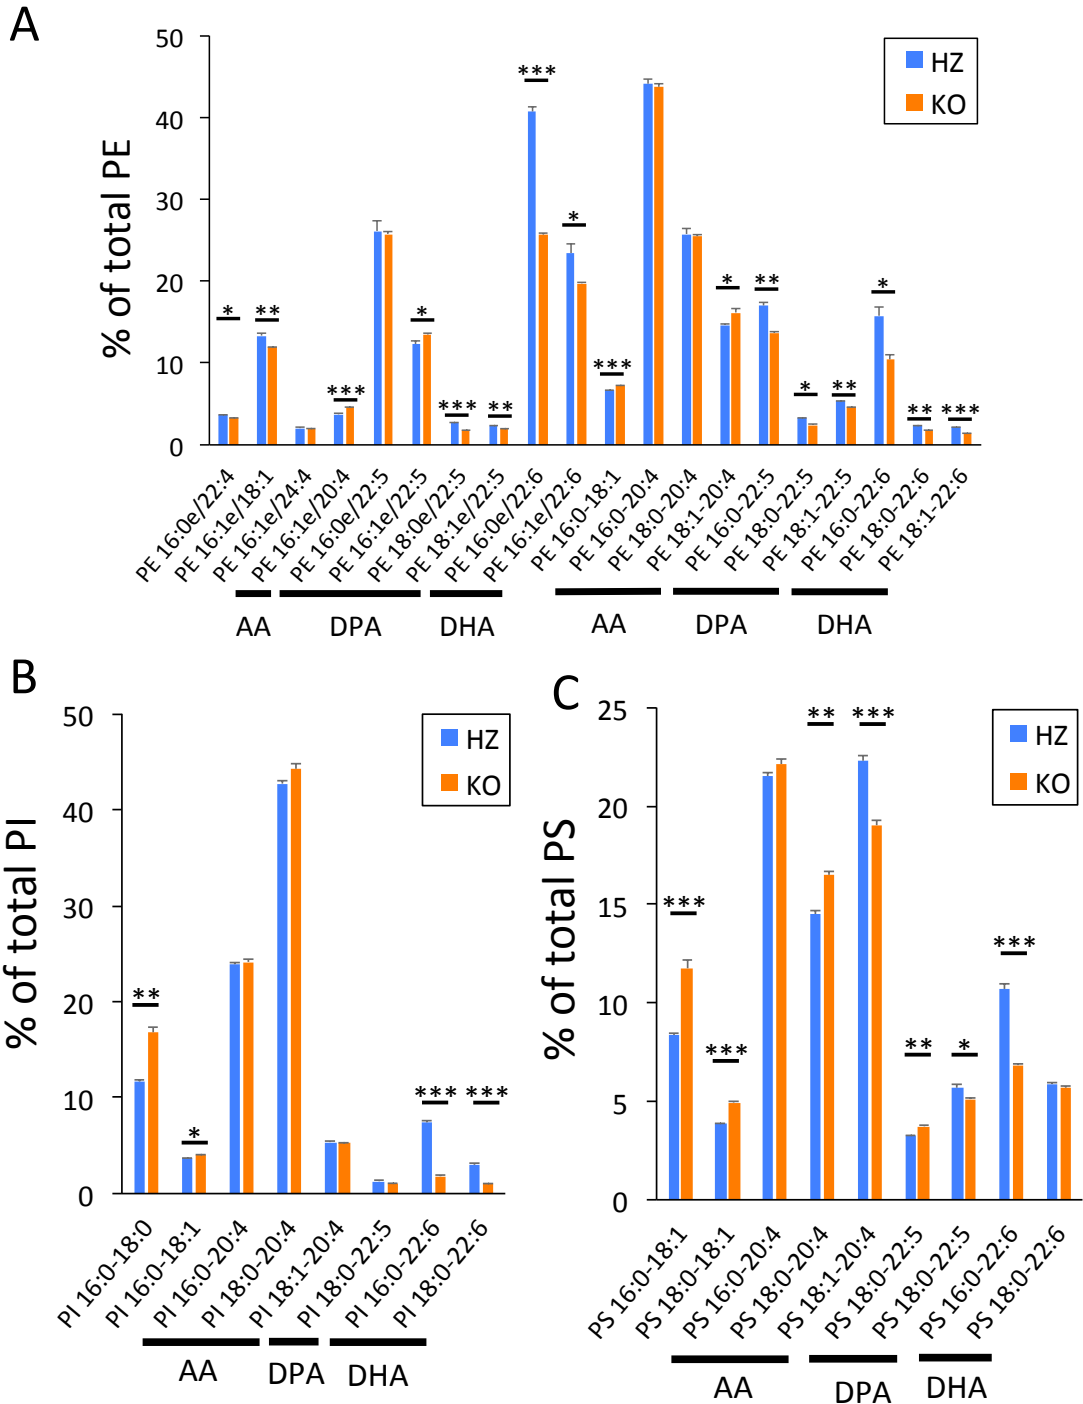 A
50
40
30
20
10
0
% of total PE
HZ
KO
*
**
***
*
***
**
***
*
***
*
**
*
**
*
**
***
PE 16:0e/22:4
PE 16:1e/18:1
PE 16:1e/24:4
PE 16:1e/20:4
PE 16:0e/22:5
PE 16:1e/22:5
PE 18:0e/22:5
PE 18:1e/22:5
PE 16:0e/22:6
PE 16:1e/22:6
PE 16:0-18:1
PE 16:0-20:4
PE 18:0-20:4
PE 18:1-20:4
PE 16:0-22:5
PE 18:0-22:5
PE 18:1-22:5
PE 16:0-22:6
PE 18:0-22:6
PE 18:1-22:6
AA
DPA
DHA
AA
DPA
DHA
B
50
40
30
20
10
0
% of total PI
HZ
KO
**
*
***
***
PI 16:0-18:0
PI 16:0-18:1
PI 16:0-20:4
PI 18:0-20:4
PI 18:1-20:4
PI 18:0-22:5
PI 16:0-22:6
PI 18:0-22:6
AA
DPA
DHA
C
25
20
15
10
5
0
% of total PS
HZ
KO
***
***
**
***
**
*
***
PS 16:0-18:1
PS 18:0-18:1
PS 16:0-20:4
PS 18:0-20:4
PS 18:1-20:4
PS 18:0-22:5
PS 18:0-22:5
PS 16:0-22:6
PS 18:0-22:6
AA
DPA
DHA